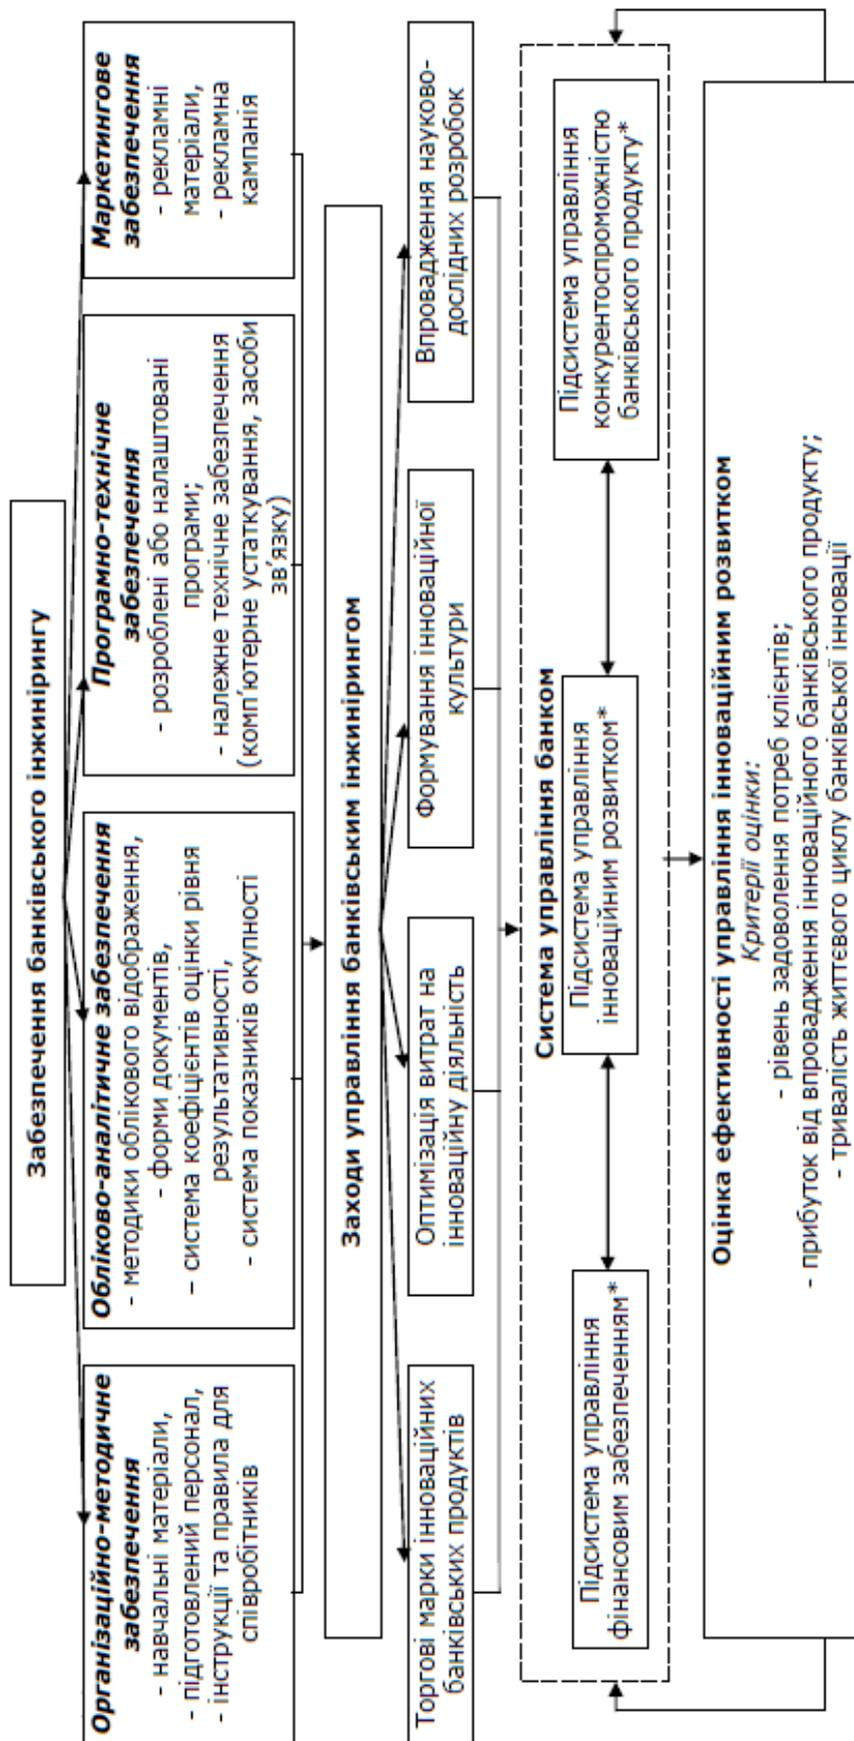 Забезпечення банківського інжинірингу
Організаційно-методичне
забезпечення
- навчальні матеріали,
- підготовлений персонал,
- інструкції та правила для
співробітників
Обліково-аналітичне забезпечення
- методики облікового відображення,
- форми документів,
- система коефіцієнтів оцінки рівня
результативності,
- система показників окупності
Програмно-технічне
забезпечення
- розроблені або налаштовані
програми;
- належне технічне забезпечення
(комп'ютерне устаткування, засоби
зв'язку)
Маркетингове
забезпечення
- рекламні
матеріали,
- рекламна
кампанія
Заходи управління банківським інжинірингом
Торгові марки інноваційних
банківських продуктів
Оптимізація витрат на
інноваційну діяльність
Формування інноваційної
культури
Впровадження науково-
дослідних розробок
Система управління банком
Підсистема управління
фінансовим забезпеченням*
Підсистема управління
інноваційним розвитком*
Підсистема управління
конкурентоспроможністю
банківського продукту*
Оцінка ефективності управління інноваційним розвитком
Критерії оцінки:
- рівень задоволення потреб клієнтів;
- прибуток від впровадження інноваційного банківського продукту;
- тривалість життєвого циклу банківської інновації